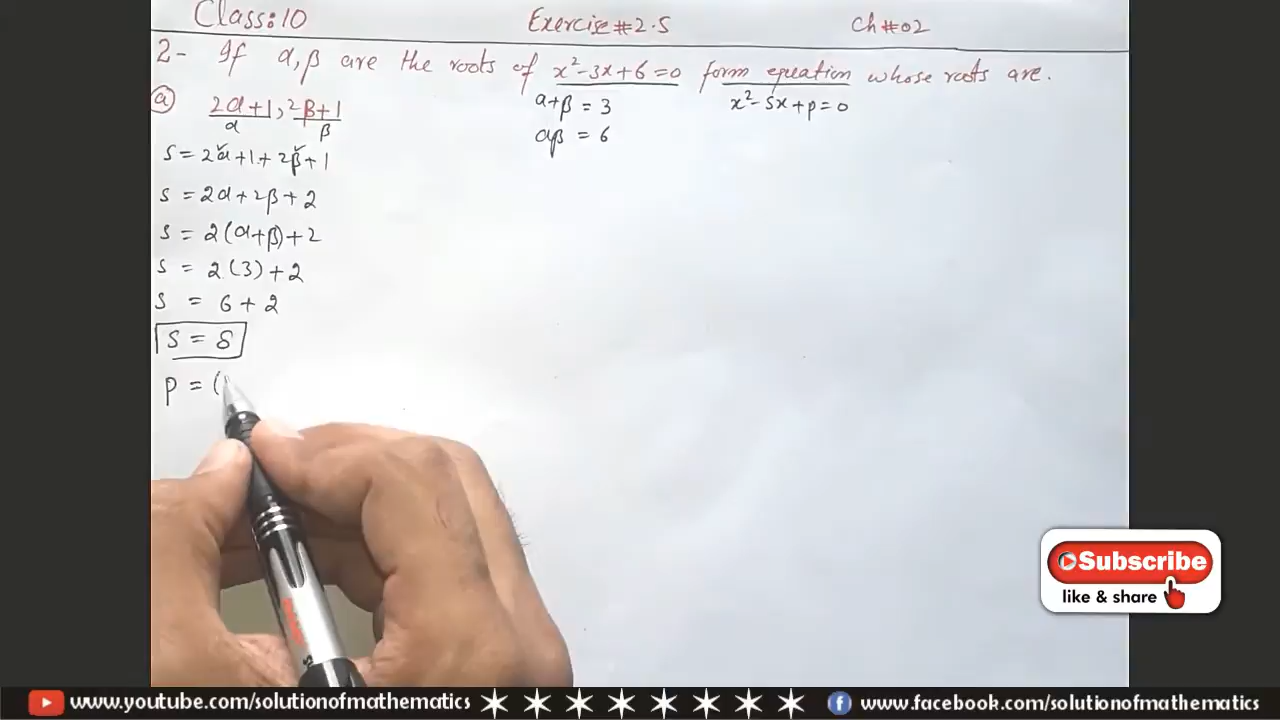 Class: 10 Exercise # 2.5 Ch # 02
2- If α, β are the roots of x² - 3x + 6 = 0 form equation whose roots are.
ⓐ 2α+1, 2β+1
α β
α+β = 3
αβ = 6
x² - Sx + P = 0
S = 2α+1 + 2β+1
S = 2α+2β+2
S = 2(α+β)+2
S = 2(3)+2
S = 6+2
S = 8
P = (
Subscribe
like & share
www.youtube.com/solutionofmathematics
f www.facebook.com/solutionofmathematics